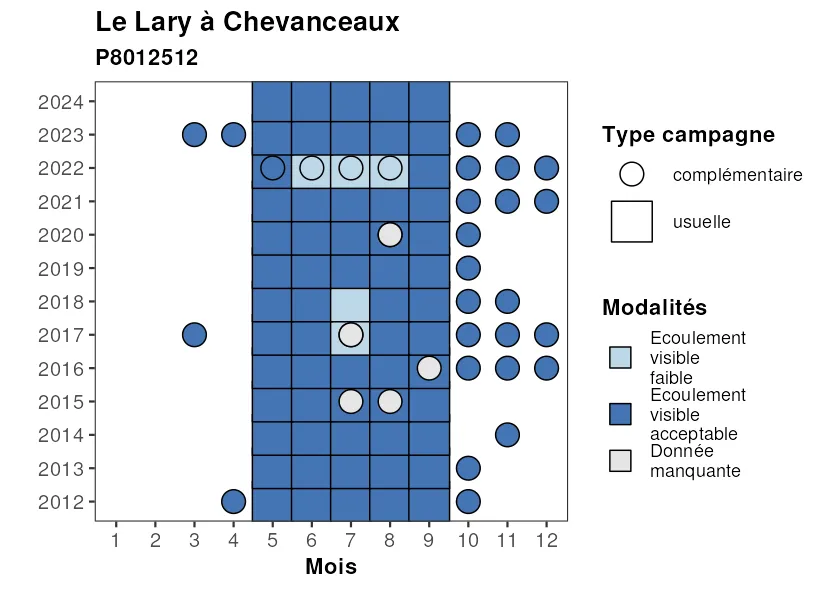 Le Lary à Chevanceaux
P8012512
2024
2023
2022
2021
2020
2019
2018
2017
2016
2015
2014
2013
2012
1 2 3 4 5 6 7 8 9 10 11 12
Mois
Type campagne
complémentaire
usuelle
Modalités
Ecoulement
visible
faible
Ecoulement
visible
acceptable
Donnée
manquante